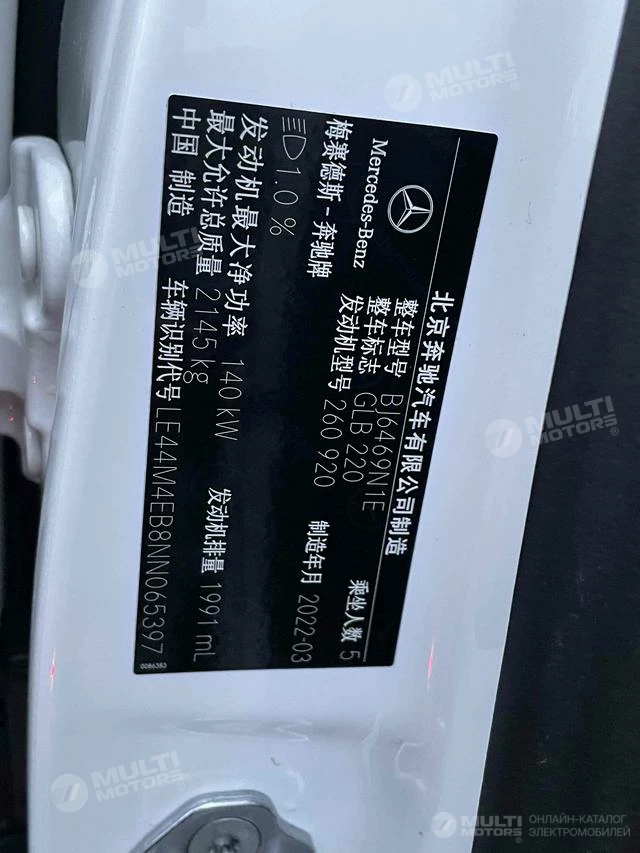 北京奔驰汽车有限公司制造
Mercedes-Benz
梅赛德斯-奔驰牌
整车型号 BJ6469N1E
整车标志 GLB 220
乘坐人数 5
发动机型号 260 920
制造年月 2022-03
1.0 %
发动机最大净功率 140 kW
发动机排量 1991 mL
最大允许总质量 2145 kg
车辆识别代号 LE44M4EB8NN065397
中国 制造
0086353
MULTI
MOTORS®
MULTI
MOTORS®
MULTI
MOTORS®
MULTI
MOTORS®
MULTI
MOTORS®
ОНЛАЙН-КАТАЛОГ
ЭЛЕКТРОМОБИЛЕЙ